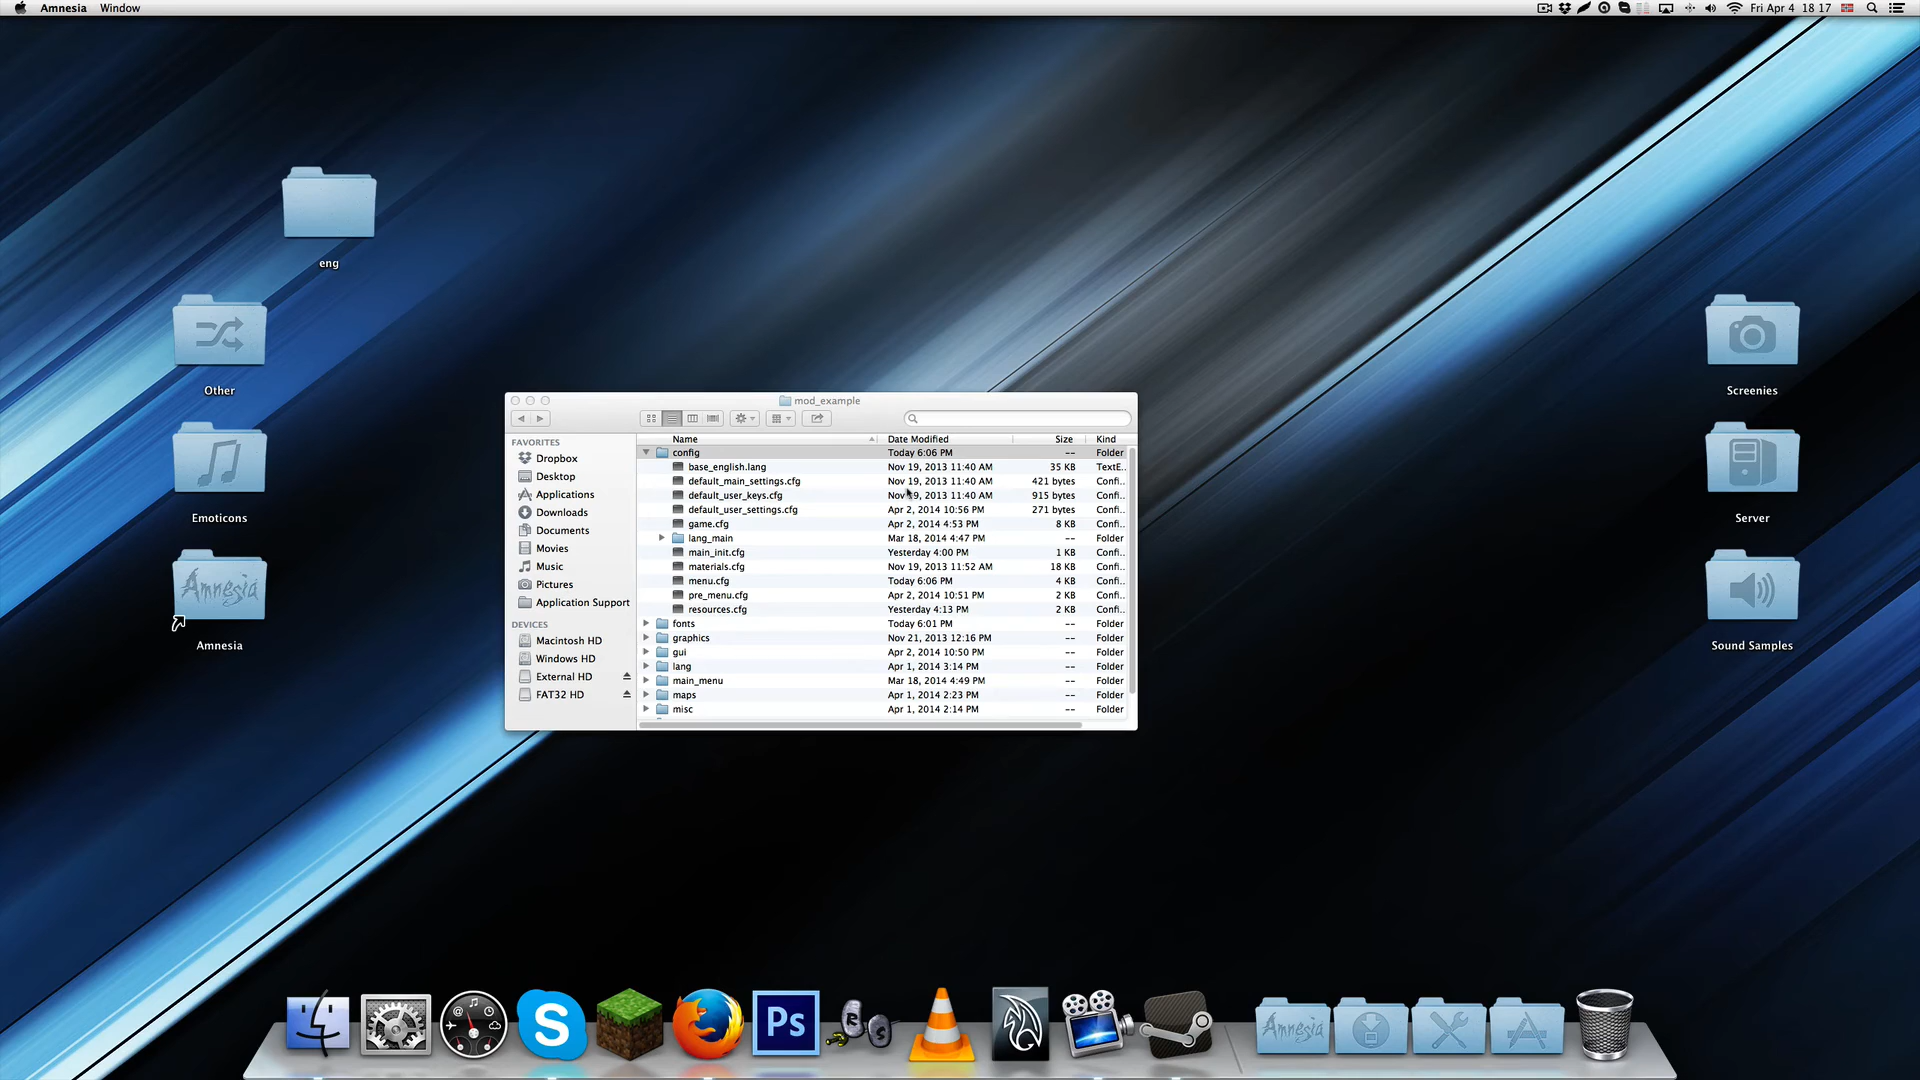 Amnesia Window Fri Apr 4 18 17
eng
Other
Emoticons
Amnesia
Amnesia
Screenies
Server
Sound Samples
mod_example
FAVORITES
Dropbox
Desktop
Applications
Downloads
Documents
Movies
Music
Pictures
Application Support
DEVICES
Macintosh HD
Windows HD
External HD
FAT32 HD
Name Date Modified Size Kind
config Today 6:06 PM -- Folder
base_english.lang Nov 19, 2013 11:40 AM 35 KB TextE..
default_main_settings.cfg Nov 19, 2013 11:40 AM 421 bytes Confi..
default_user_keys.cfg Nov 19, 2013 11:40 AM 915 bytes Confi..
default_user_settings.cfg Apr 2, 2014 10:56 PM 271 bytes Confi..
game.cfg Apr 2, 2014 4:53 PM 8 KB Confi..
lang_main Mar 18, 2014 4:47 PM -- Folder
main_init.cfg Yesterday 4:00 PM 1 KB Confi..
materials.cfg Nov 19, 2013 11:52 AM 18 KB Confi..
menu.cfg Today 6:06 PM 4 KB Confi..
pre_menu.cfg Apr 2, 2014 10:51 PM 2 KB Confi..
resources.cfg Yesterday 4:13 PM 2 KB Confi..
fonts Today 6:01 PM -- Folder
graphics Nov 21, 2013 12:16 PM -- Folder
gui Apr 2, 2014 10:50 PM -- Folder
lang Apr 1, 2014 3:14 PM -- Folder
main_menu Mar 18, 2014 4:49 PM -- Folder
maps Apr 1, 2014 2:23 PM -- Folder
misc Apr 1, 2014 2:14 PM -- Folder
S
Ps
R S
Amnesia